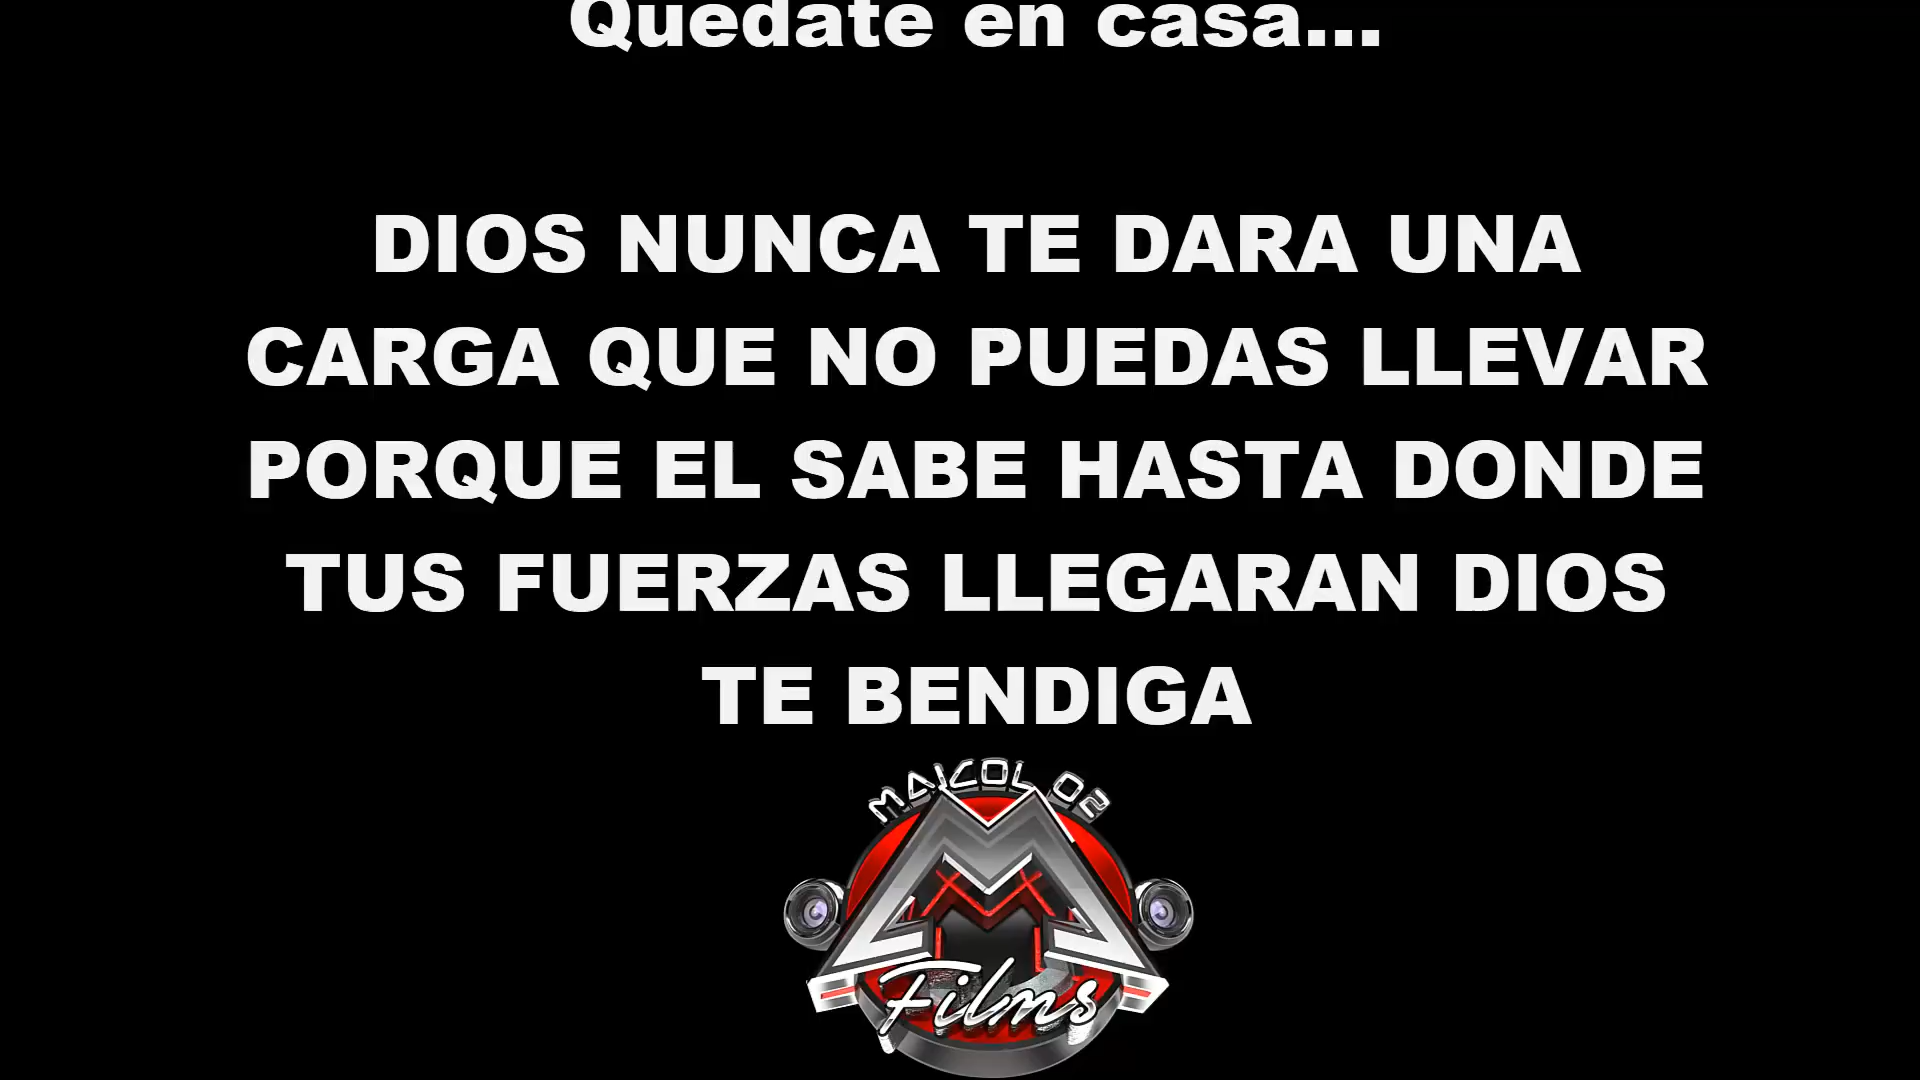 Quedate en casa...
DIOS NUNCA TE DARA UNA
CARGA QUE NO PUEDAS LLEVAR
PORQUE EL SABE HASTA DONDE
TUS FUERZAS LLEGARAN DIOS
TE BENDIGA
MAICOL 02
Films